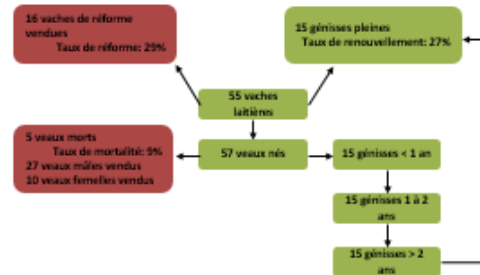 16 vaches de réforme
vendues
Taux de réforme: 29%
15 génisses pleines
Taux de renouvellement: 27%
55 vaches
laitières
5 veaux morts
Taux de mortalité: 9%
27 veaux mâles vendus
10 veaux femelles vendus
57 veaux nés
15 génisses < 1 an
15 génisses 1 à 2
ans
15 génisses > 2
ans